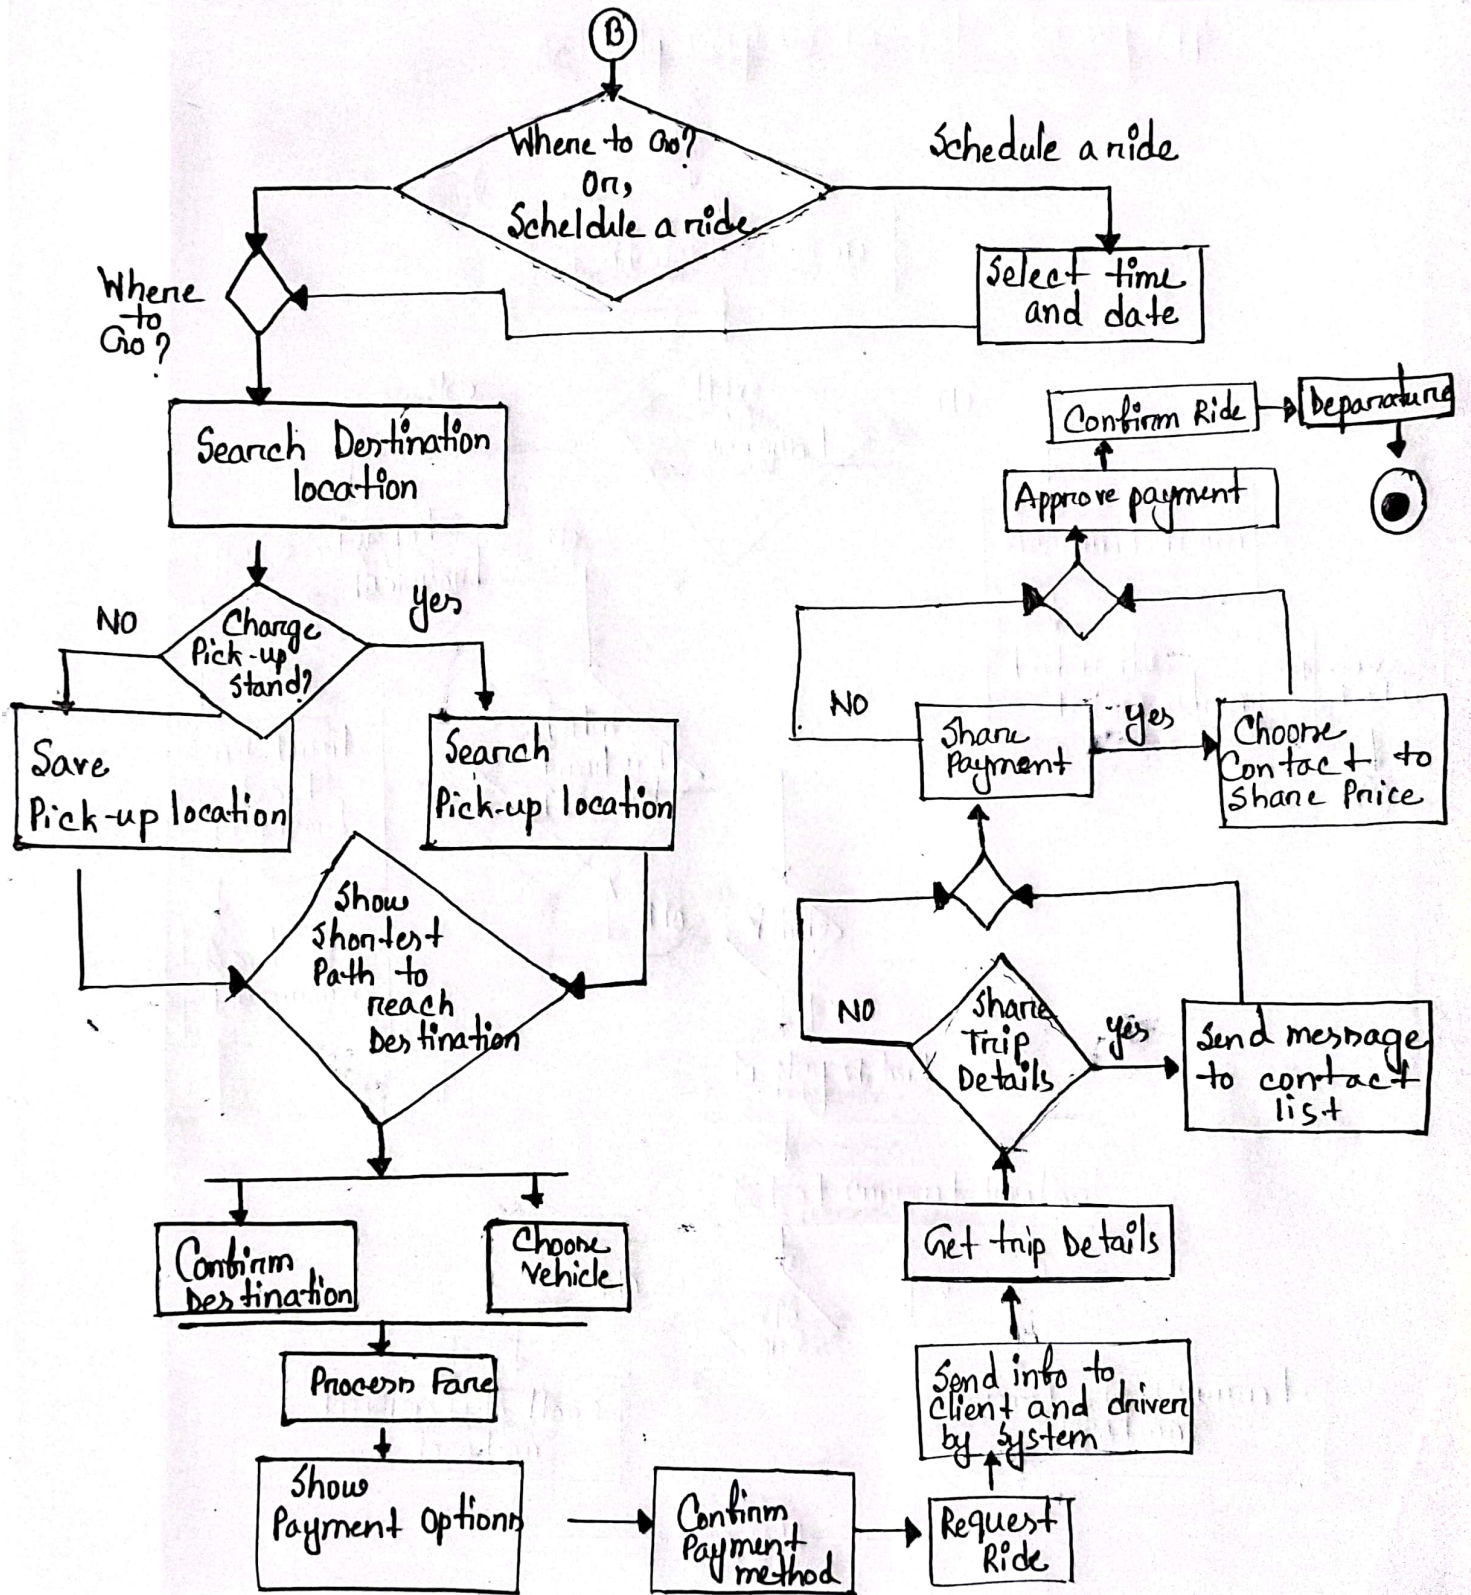 B
Where to Go?
Or,
Scheldule a ride
Schedule a ride
Select time
and date
Where
to
Go?
Search Destination
location
Confirm Ride
Deparature
Approve payment
NO
Yes
Change
Pick-up
Stand?
Save
Pick-up location
Search
Pick-up location
NO
Share
Payment
Yes
Choose
Contact to
Share Price
Show
Shortest
Path to
reach
Destination
NO
Share
Trip
Details
Yes
Send message
to contact
list
Confirm
Destination
Choose
Vehicle
Get trip Details
Process Fare
Send info to
Client and driver
by System
Show
Payment Options
Confirm
Payment
method
Request
Ride